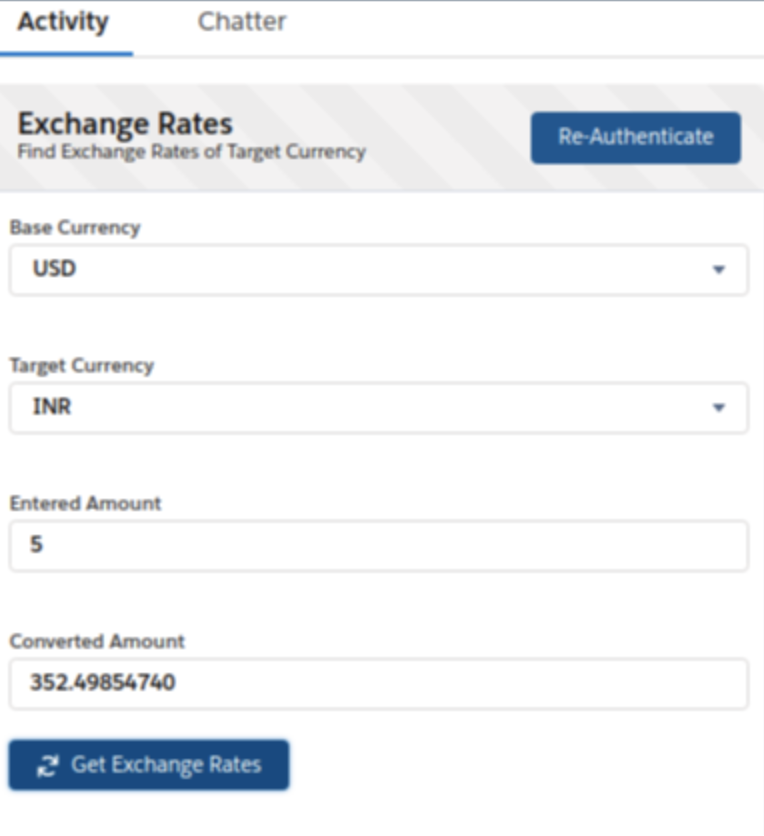 Activity Chatter
Exchange Rates
Find Exchange Rates of Target Currency
Re-Authenticate
Base Currency
USD
Target Currency
INR
Entered Amount
5
Converted Amount
352.49854740
Get Exchange Rates